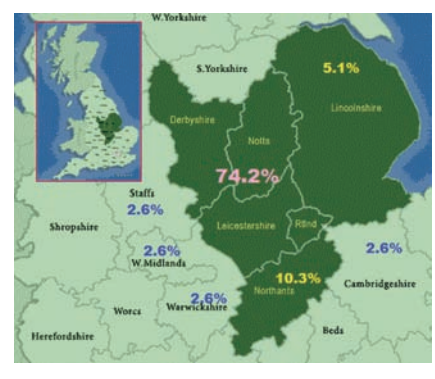 W.Yorkshire
S.Yorkshire
5.1%
Derbyshire
Lincolnshire
Notts
74.2%
Staffs
2.6%
Shropshire
Leicestershire
Rtlnd
2.6%
W.Midlands
2.6%
10.3%
Cambridgeshire
2.6%
Northants
Worcs
Warwickshire
Herefordshire
Beds